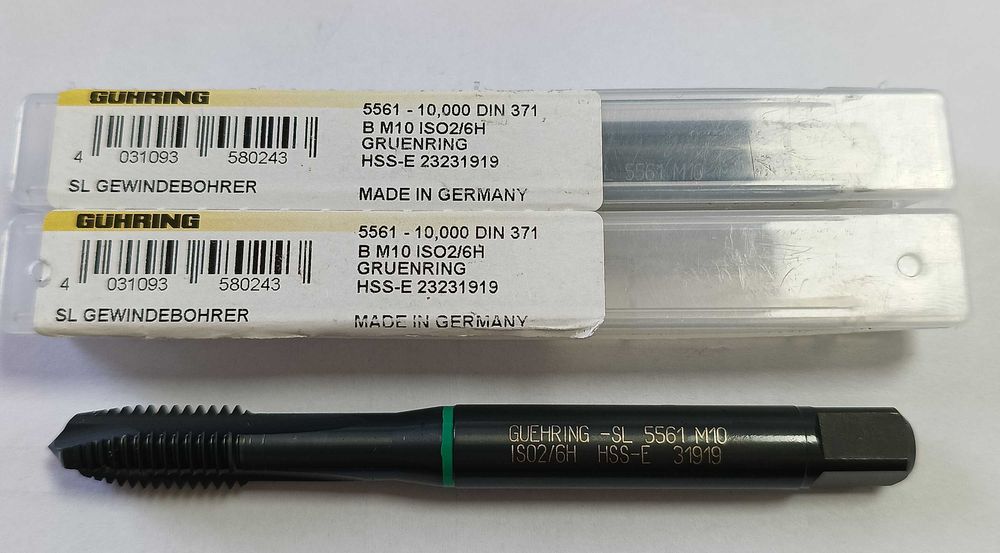 GÜHRING
5561 - 10,000 DIN 371
B M10 ISO2/6H
GRUENRING
HSS-E 23231919
4 031093 580243
SL GEWINDEBOHRER
MADE IN GERMANY
5561 M10
GÜHRING
5561 - 10,000 DIN 371
B M10 ISO2/6H
GRUENRING
HSS-E 23231919
4 031093 580243
SL GEWINDEBOHRER
MADE IN GERMANY
GUEHRING -SL 5561 M10
ISO2/6H HSS-E 31919